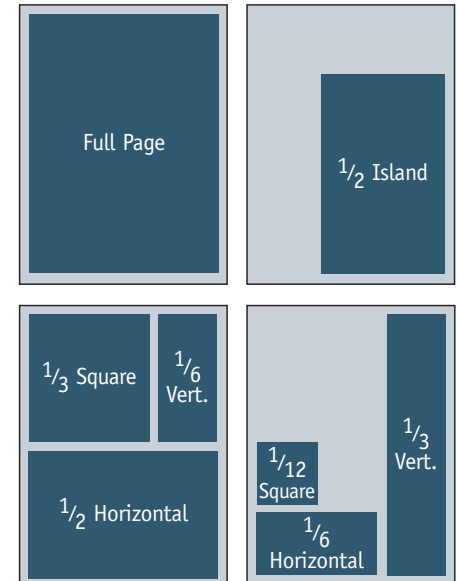 Full Page
1/2 Island
1/3 Square
1/6
Vert.
1/2 Horizontal
1/3
Vert.
1/12
Square
1/6
Horizontal